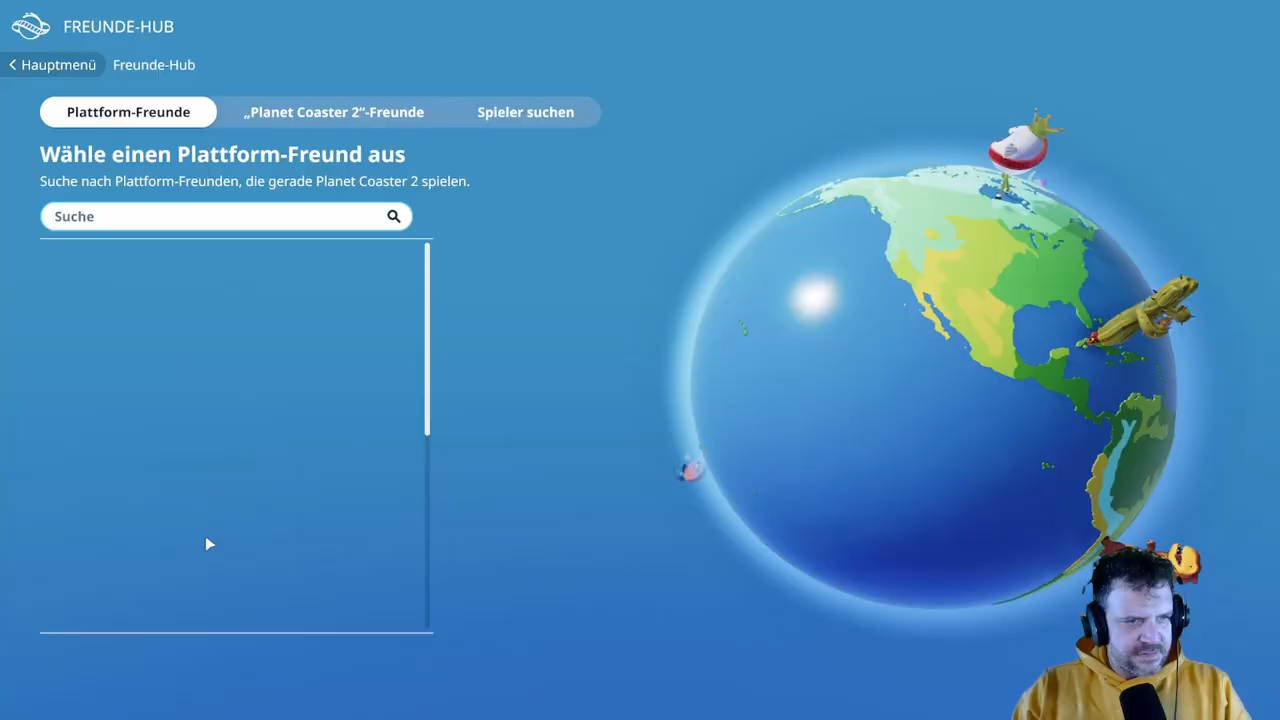 FREUNDE-HUB
Hauptmenü
Freunde-Hub
Plattform-Freunde
„Planet Coaster 2“-Freunde
Spieler suchen
Wähle einen Plattform-Freund aus
Suche nach Plattform-Freunden, die gerade Planet Coaster 2 spielen.
Suche